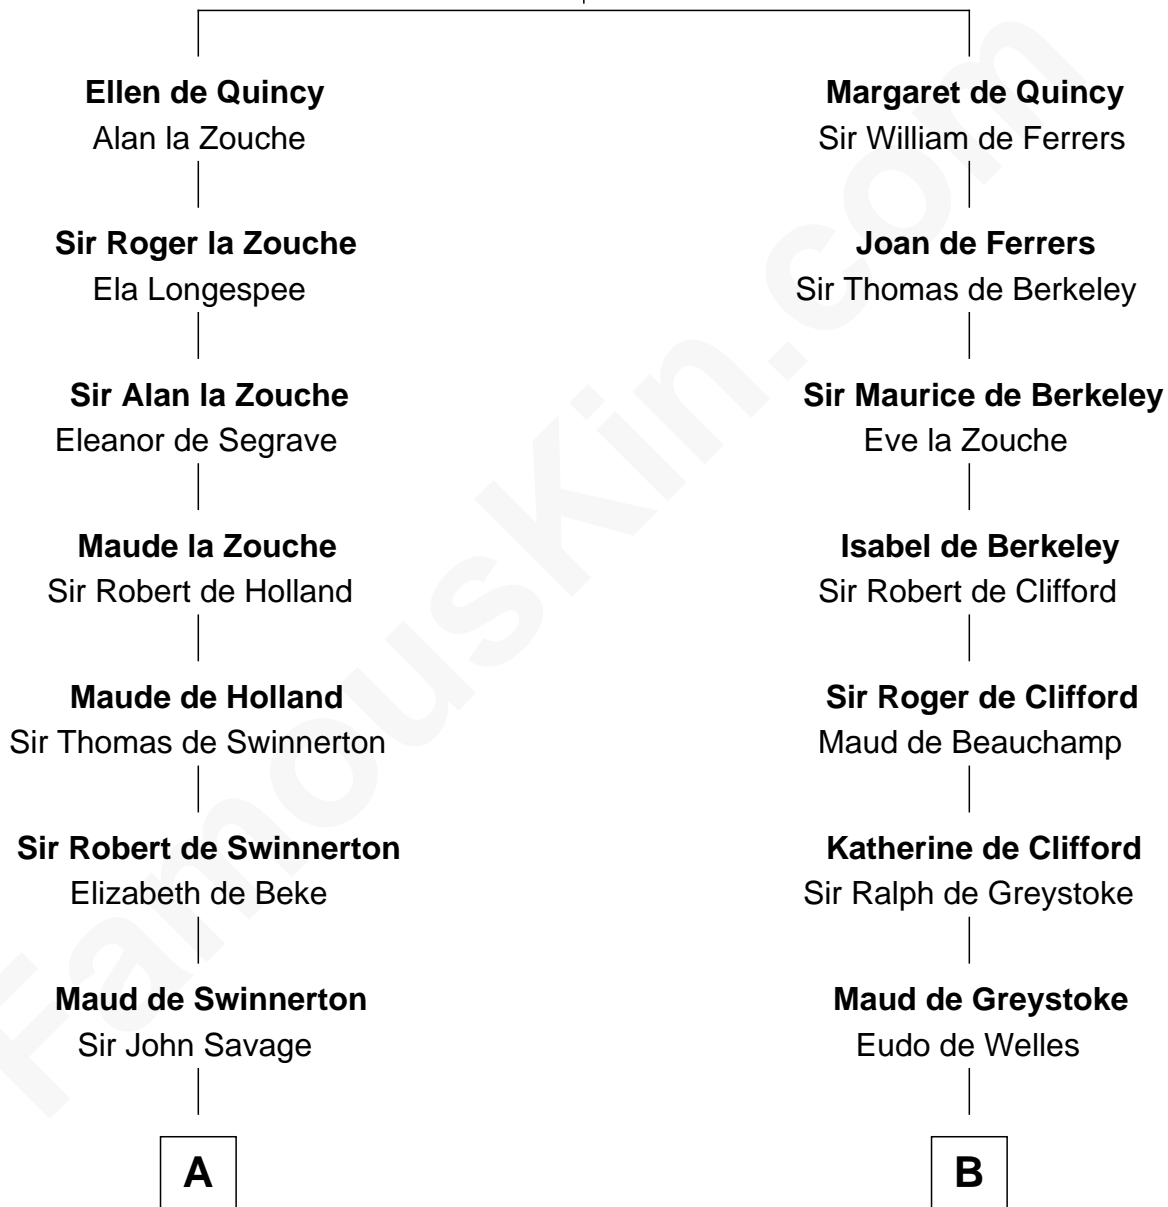 Ellen de Quincy
Alan la Zouche
Sir Roger la Zouche
Ela Longespee
Sir Alan la Zouche
Eleanor de Segrave
Maude la Zouche
Sir Robert de Holland
Maude de Holland
Sir Thomas de Swinnerton
Sir Robert de Swinnerton
Elizabeth de Beke
Maud de Swinnerton
Sir John Savage
A
Margaret de Quincy
Sir William de Ferrers
Joan de Ferrers
Sir Thomas de Berkeley
Sir Maurice de Berkeley
Eve la Zouche
Isabel de Berkeley
Sir Robert de Clifford
Sir Roger de Clifford
Maud de Beauchamp
Katherine de Clifford
Sir Ralph de Greystoke
Maud de Greystoke
Eudo de Welles
B
FamousKin.com